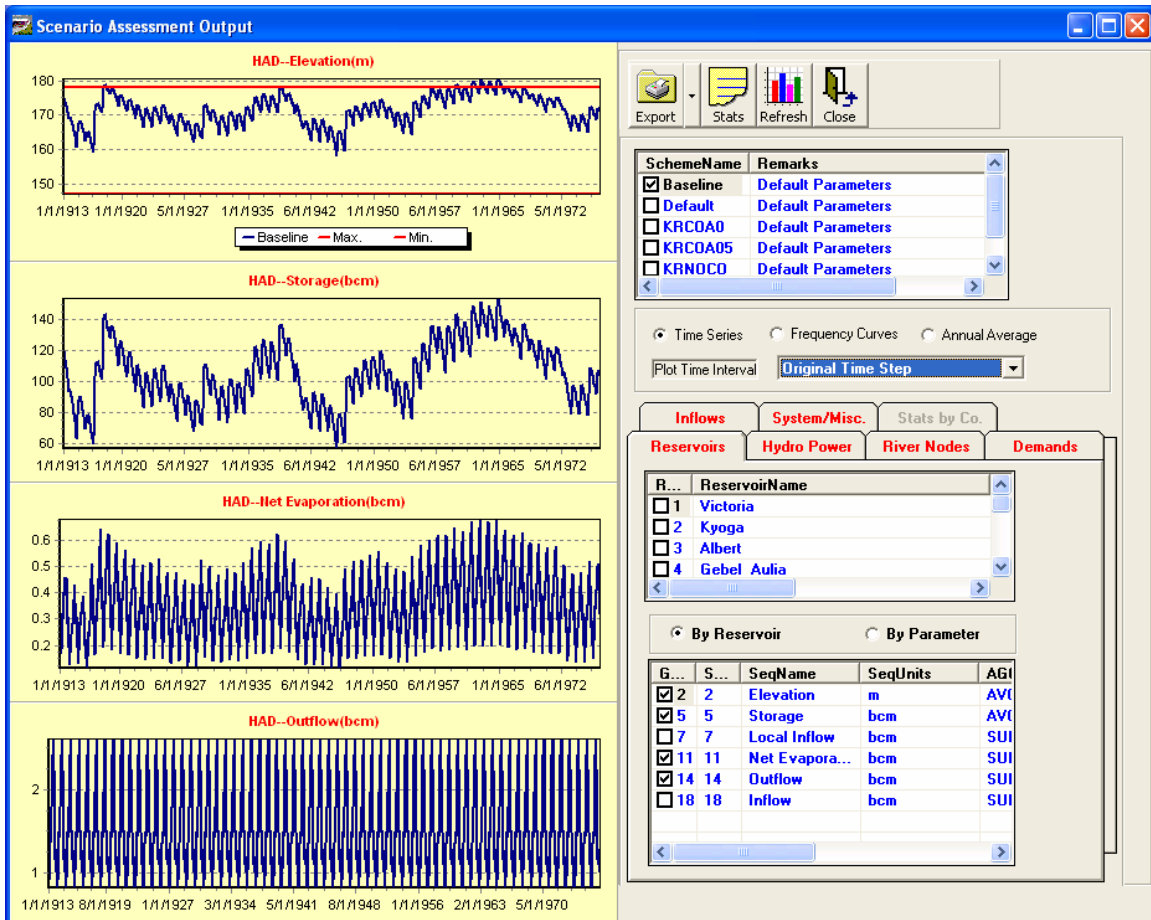 Scenario Assessment Output
HAD--Elevation(m)
180
170
160
150
1/1/1913 1/1/1920 5/1/1927 1/1/1935 6/1/1942 1/1/1950 6/1/1957 1/1/1965 5/1/1972
Baseline Max. Min.
HAD--Storage(bcm)
140
120
100
80
60
1/1/1913 1/1/1920 5/1/1927 1/1/1935 6/1/1942 1/1/1950 6/1/1957 1/1/1965 5/1/1972
HAD--Net Evaporation(bcm)
0.6
0.5
0.4
0.3
0.2
1/1/1913 1/1/1920 5/1/1927 1/1/1935 6/1/1942 1/1/1950 6/1/1957 1/1/1965 5/1/1972
HAD--Outflow(bcm)
2
1
1/1/1913 8/1/1919 1/1/1927 3/1/1934 5/1/1941 8/1/1948 1/1/1956 2/1/1963 5/1/1970
Export Stats Refresh Close
SchemeName Remarks
Baseline Default Parameters
Default Default Parameters
KRCOA0 Default Parameters
KRCOA05 Default Parameters
KRNOCO Default Parameters
Time Series Frequency Curves Annual Average
Plot Time Interval Original Time Step
Inflows System/Misc. Stats by Co.
Reservoirs Hydro Power River Nodes Demands
R... ReservoirName
1 Victoria
2 Kyoga
3 Albert
4 Gebel Aulia
By Reservoir By Parameter
G... S... SeqName SeqUnits
2 2 Elevation m
5 5 Storage bcm
7 7 Local Inflow bcm
11 11 Net Evapora... bcm
14 14 Outflow bcm
18 18 Inflow bcm